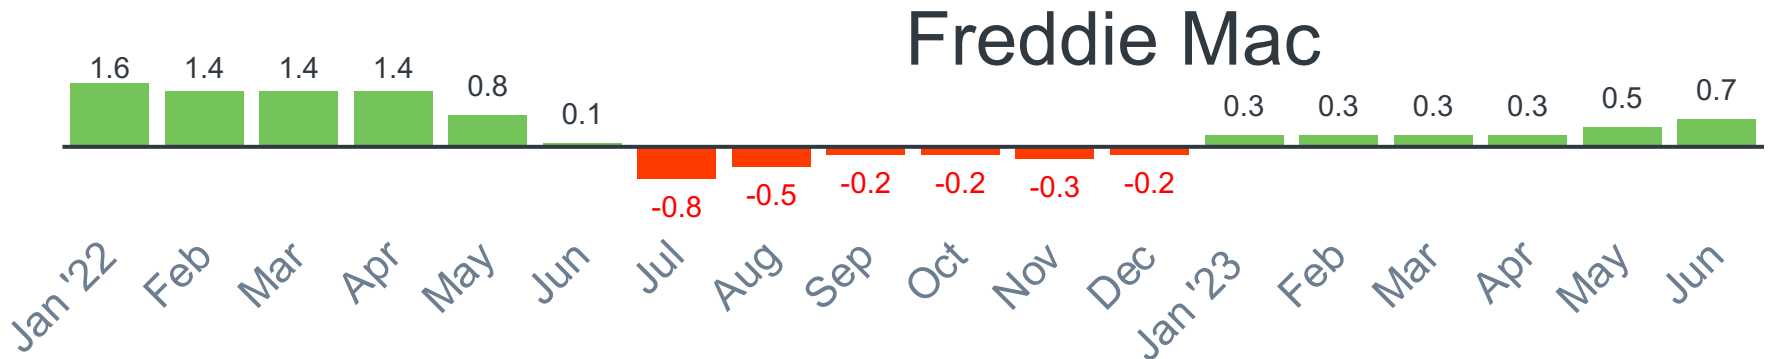 Freddie Mac
1.6 1.4 1.4 1.4 0.8 0.1 -0.8 -0.5 -0.2 -0.2 -0.3 -0.2 0.3 0.3 0.3 0.3 0.5 0.7
Jan '22 Feb Mar Apr May Jun Jul Aug Sep Oct Nov Dec Jan '23 Feb Mar Apr May Jun